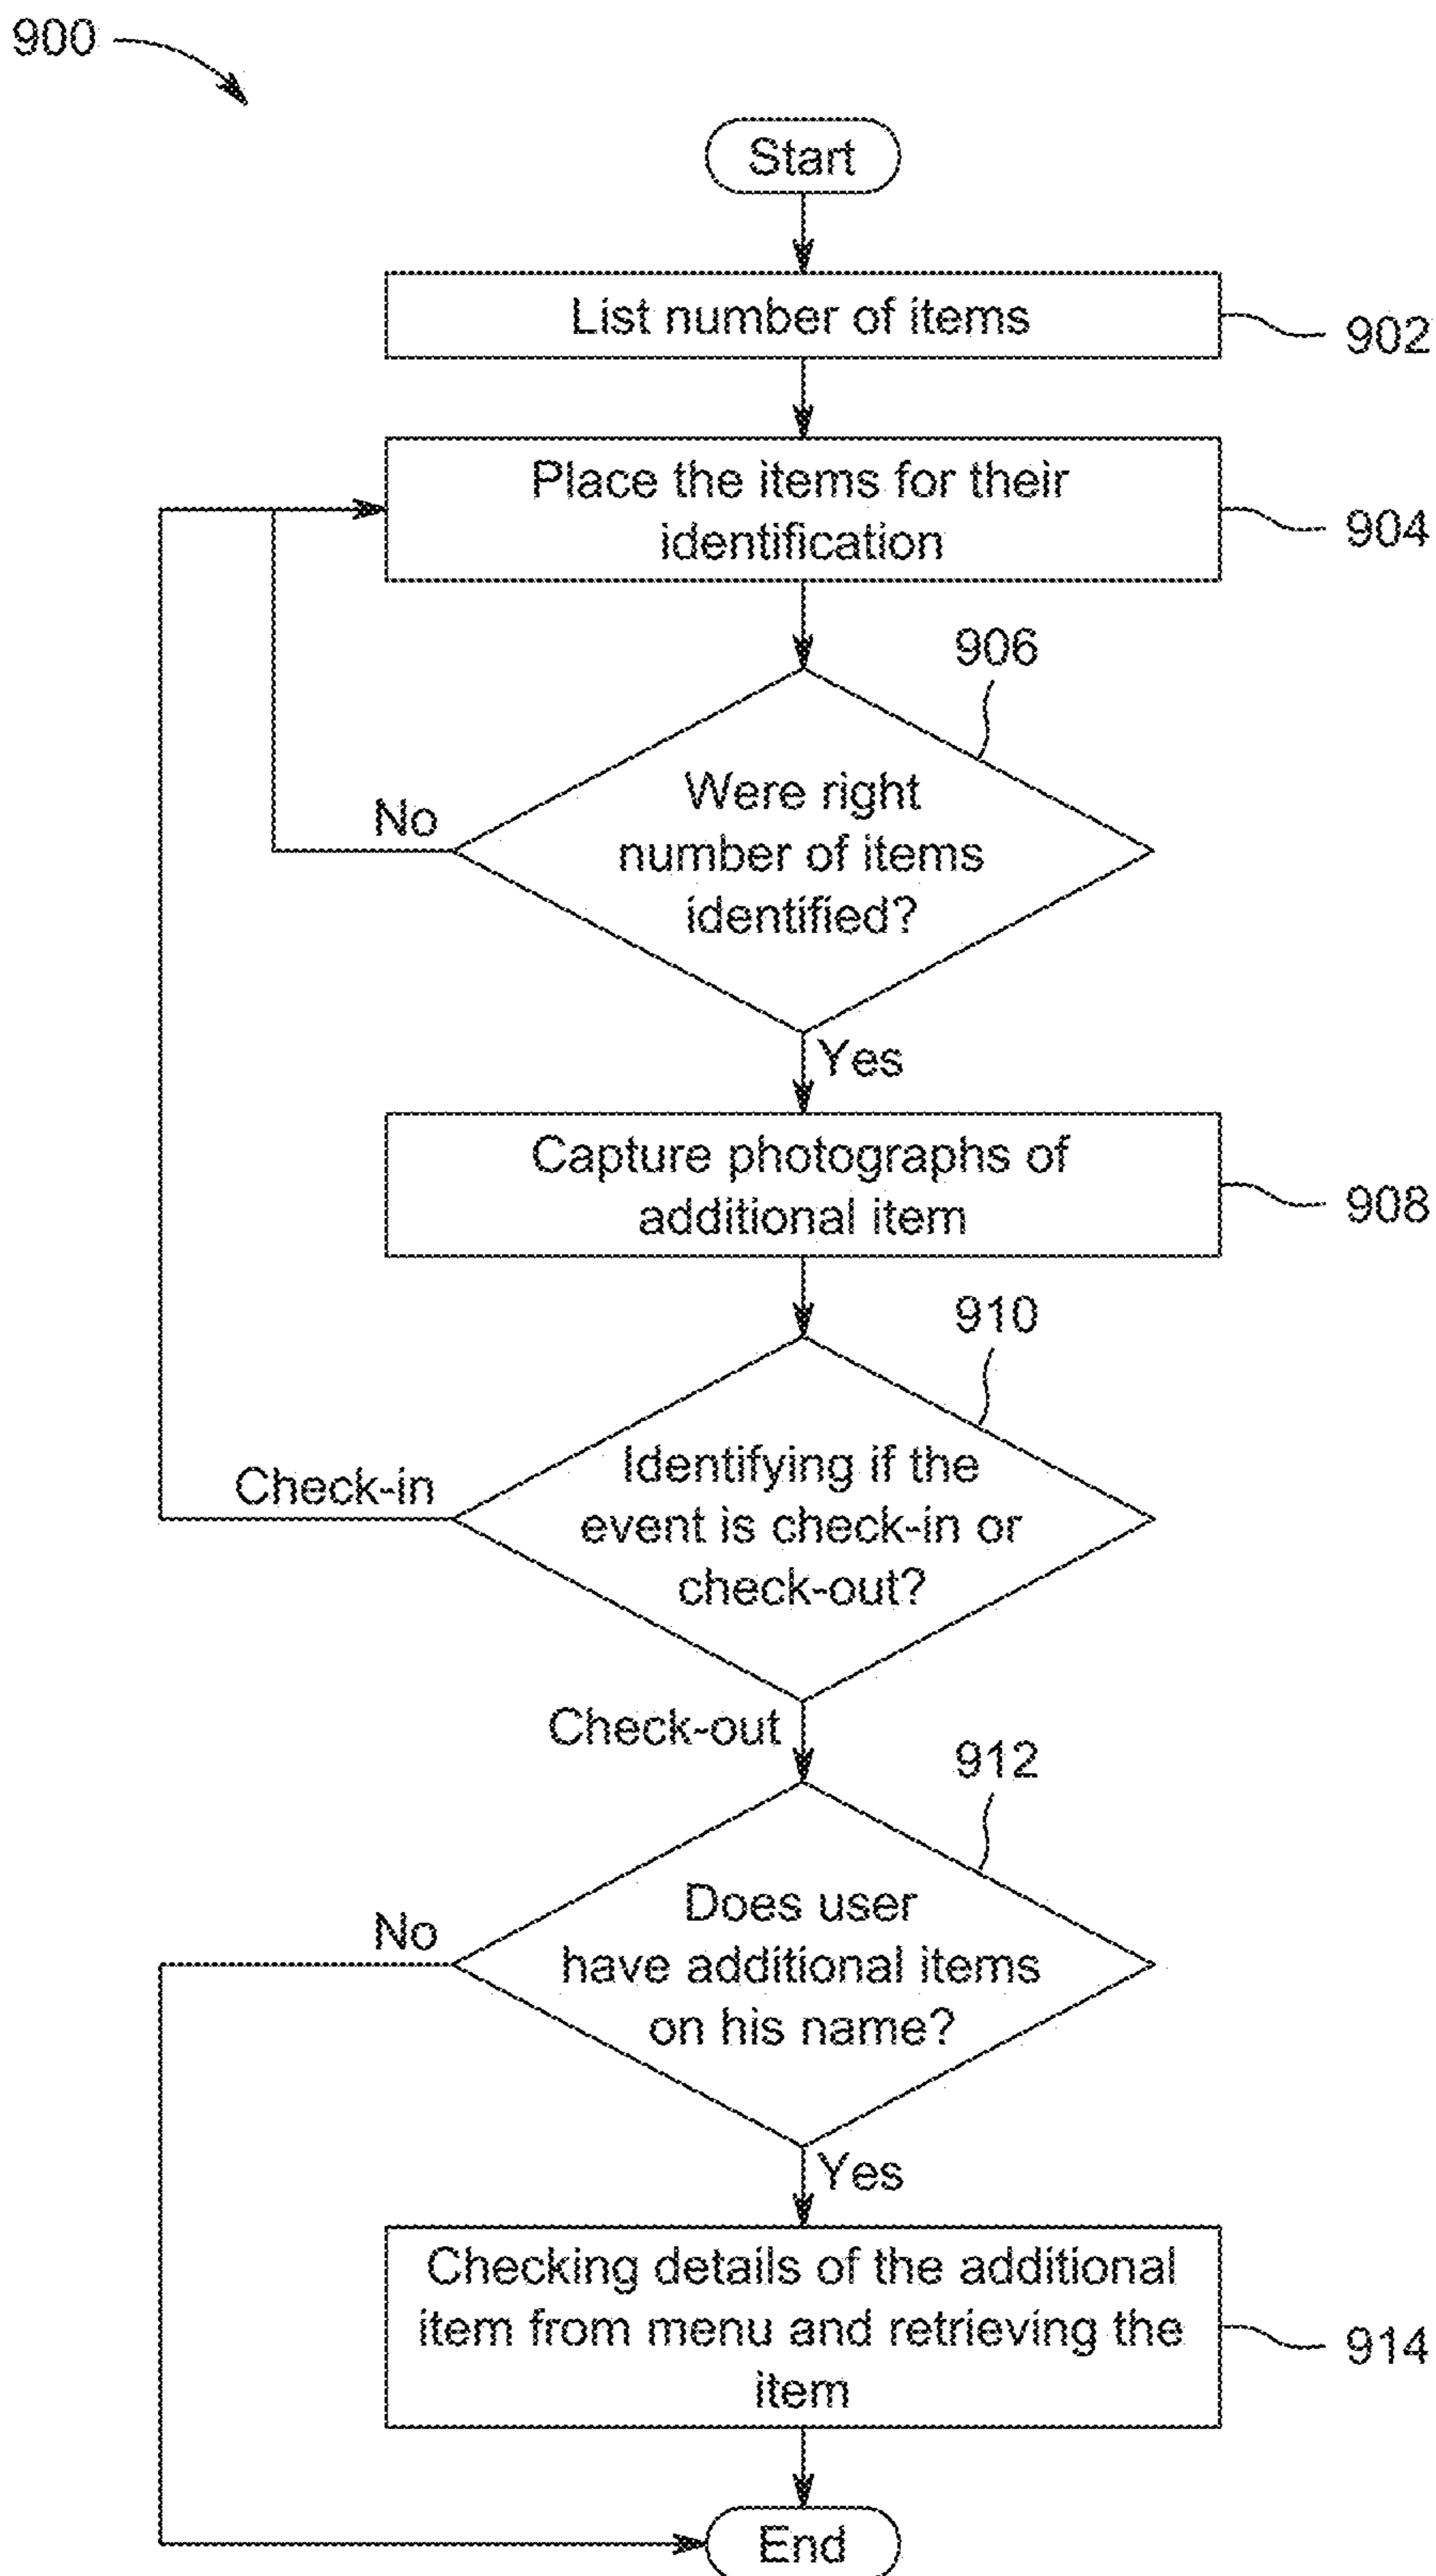 900
Start
List number of items
902
Place the items for their
identification
904
906
Were right
number of items
identified?
No
Yes
Capture photographs of
additional item
908
910
Identifying if the
event is check-in or
check-out?
Check-in
Check-out
912
Does user
have additional items
on his name?
No
Yes
Checking details of the additional
item from menu and retrieving the
item
914
End